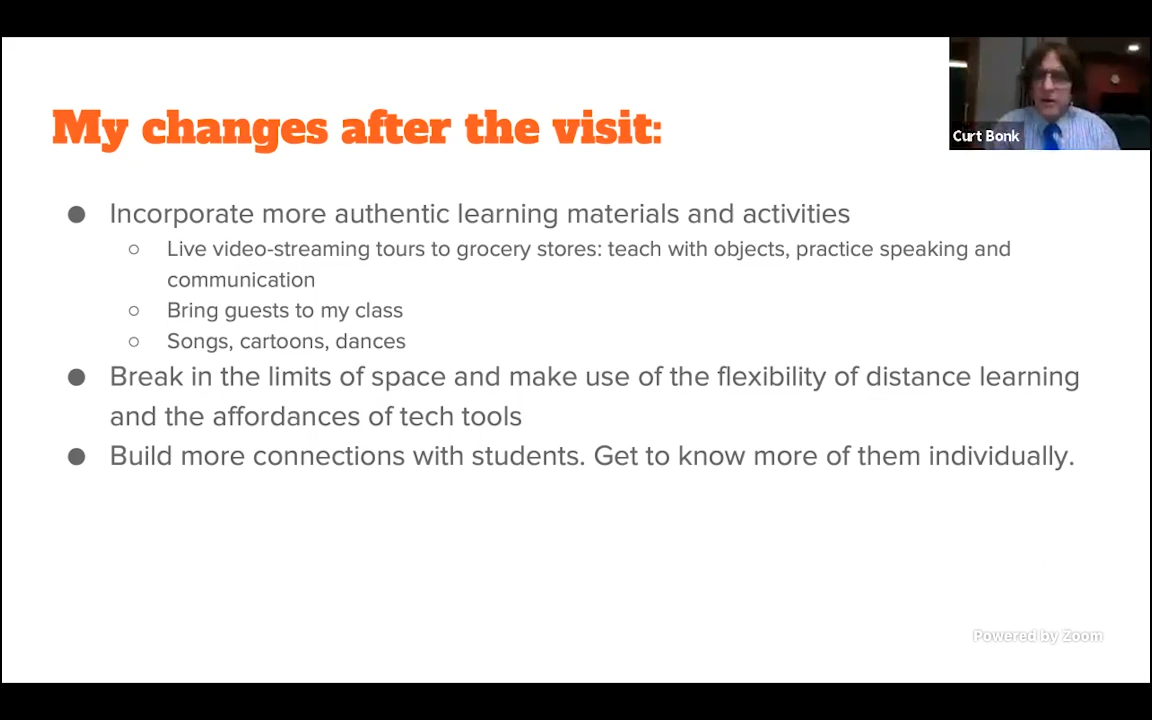 My changes after the visit:
Curt Bonk
● Incorporate more authentic learning materials and activities
○ Live video-streaming tours to grocery stores: teach with objects, practice speaking and
communication
○ Bring guests to my class
○ Songs, cartoons, dances
● Break in the limits of space and make use of the flexibility of distance learning
and the affordances of tech tools
● Build more connections with students. Get to know more of them individually.
Powered by Zoom